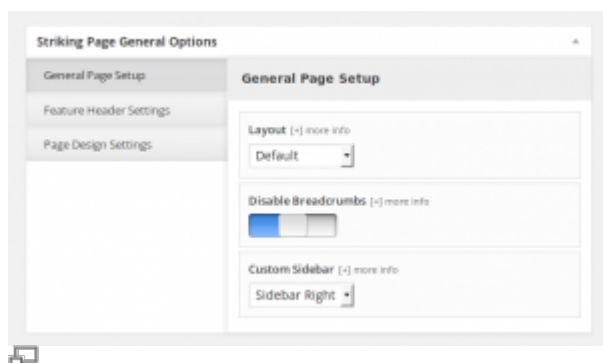 Striking Page General Options
General Page Setup
Feature Header Settings
Page Design Settings
General Page Setup
Layout [+] more info
Default
Disable Breadcrumbs [+] more info
Custom Sidebar [+] more info
Sidebar Right